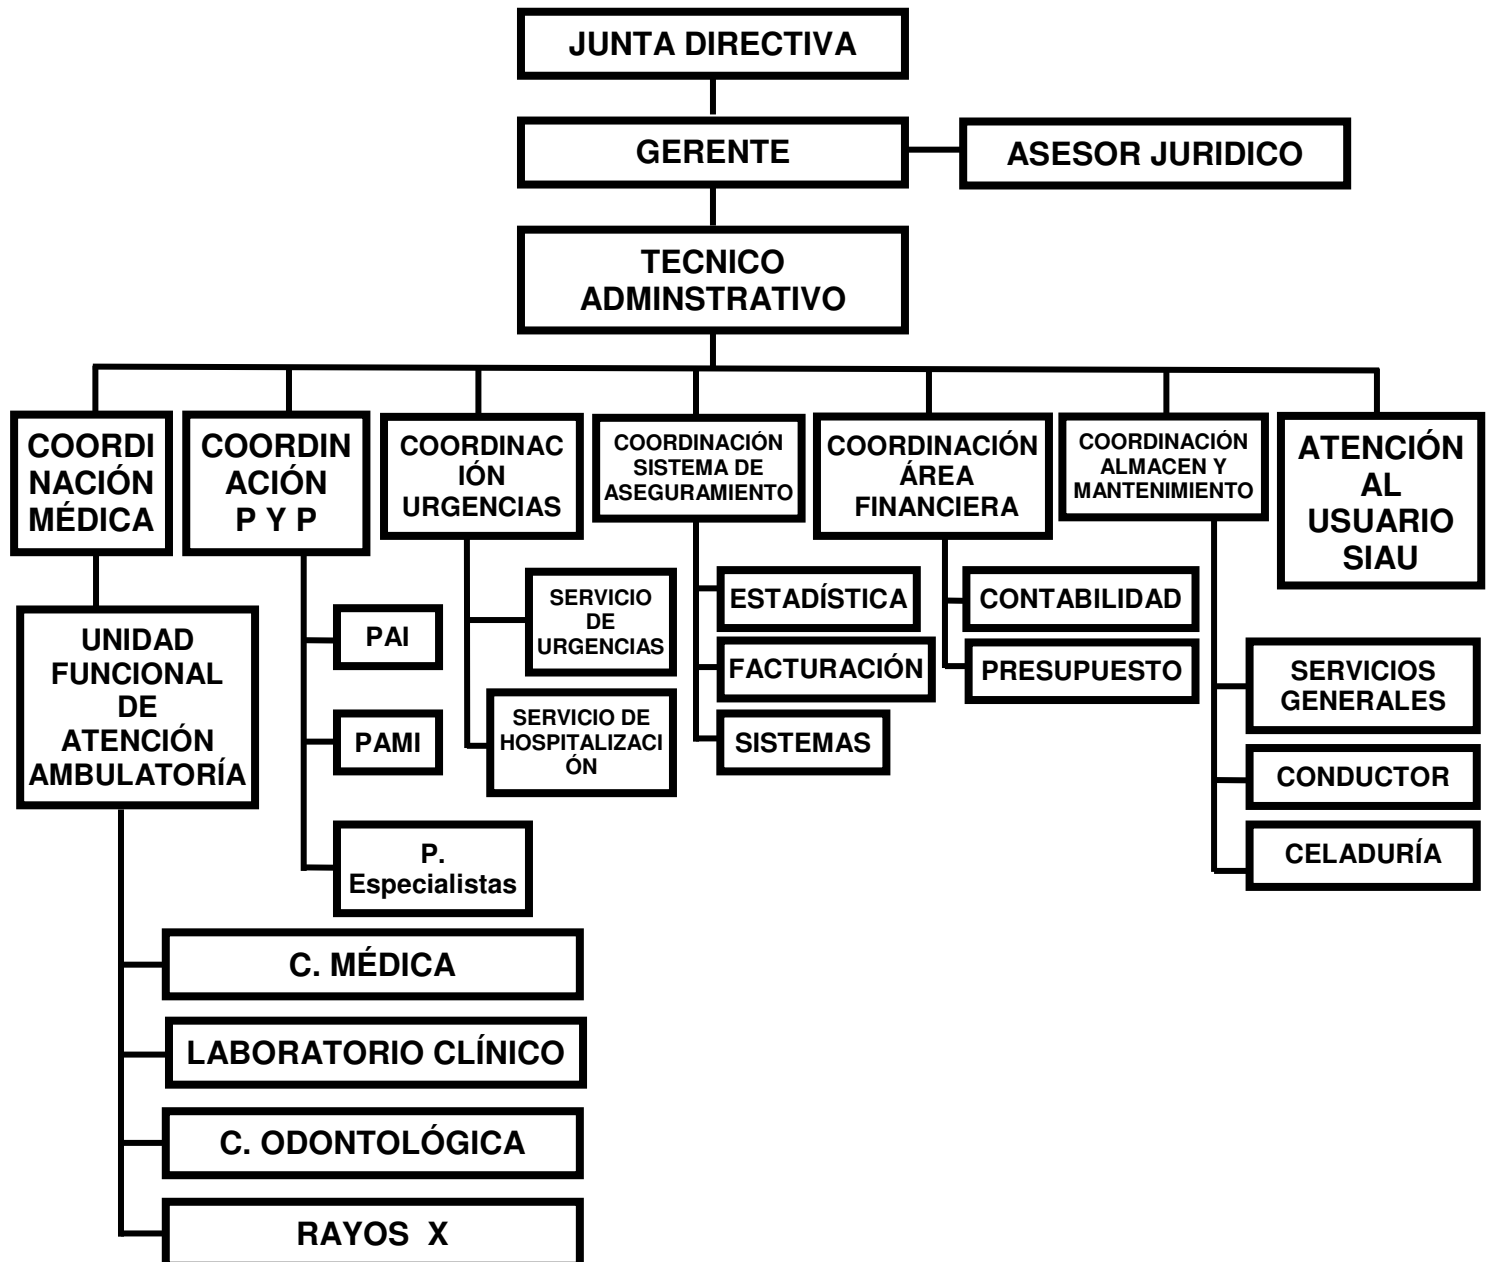 JUNTA DIRECTIVA
GERENTE
ASESOR JURIDICO
TECNICO
ADMINSTRATIVO
COORDI
NACIÓN
MÉDICA
COORDIN
ACIÓN
P Y P
COORDINAC
IÓN
URGENCIAS
COORDINACIÓN
SISTEMA DE
ASEGURAMIENTO
COORDINACIÓN
ÁREA
FINANCIERA
COORDINACIÓN
ALMACEN Y
MANTENIMIENTO
ATENCIÓN
AL
USUARIO
SIAU
UNIDAD
FUNCIONAL
DE
ATENCIÓN
AMBULATORÍA
PAI
PAMI
P.
Especialistas
SERVICIO
DE
URGENCIAS
SERVICIO DE
HOSPITALIZACI
ÓN
ESTADÍSTICA
FACTURACIÓN
SISTEMAS
CONTABILIDAD
PRESUPUESTO
SERVICIOS
GENERALES
CONDUCTOR
CELADURÍA
C. MÉDICA
LABORATORIO CLÍNICO
C. ODONTOLÓGICA
RAYOS X